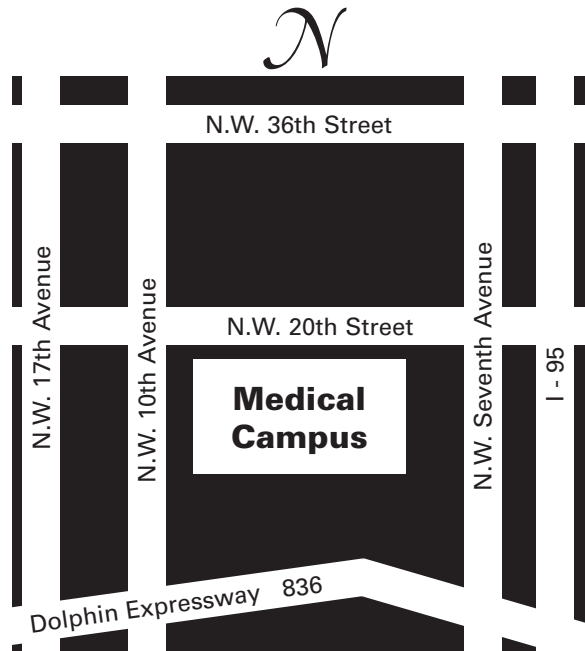 N
N.W. 36th Street
N.W. 17th Avenue
N.W. 10th Avenue
N.W. 20th Street
N.W. Seventh Avenue
I - 95
Medical
Campus
Dolphin Expressway 836